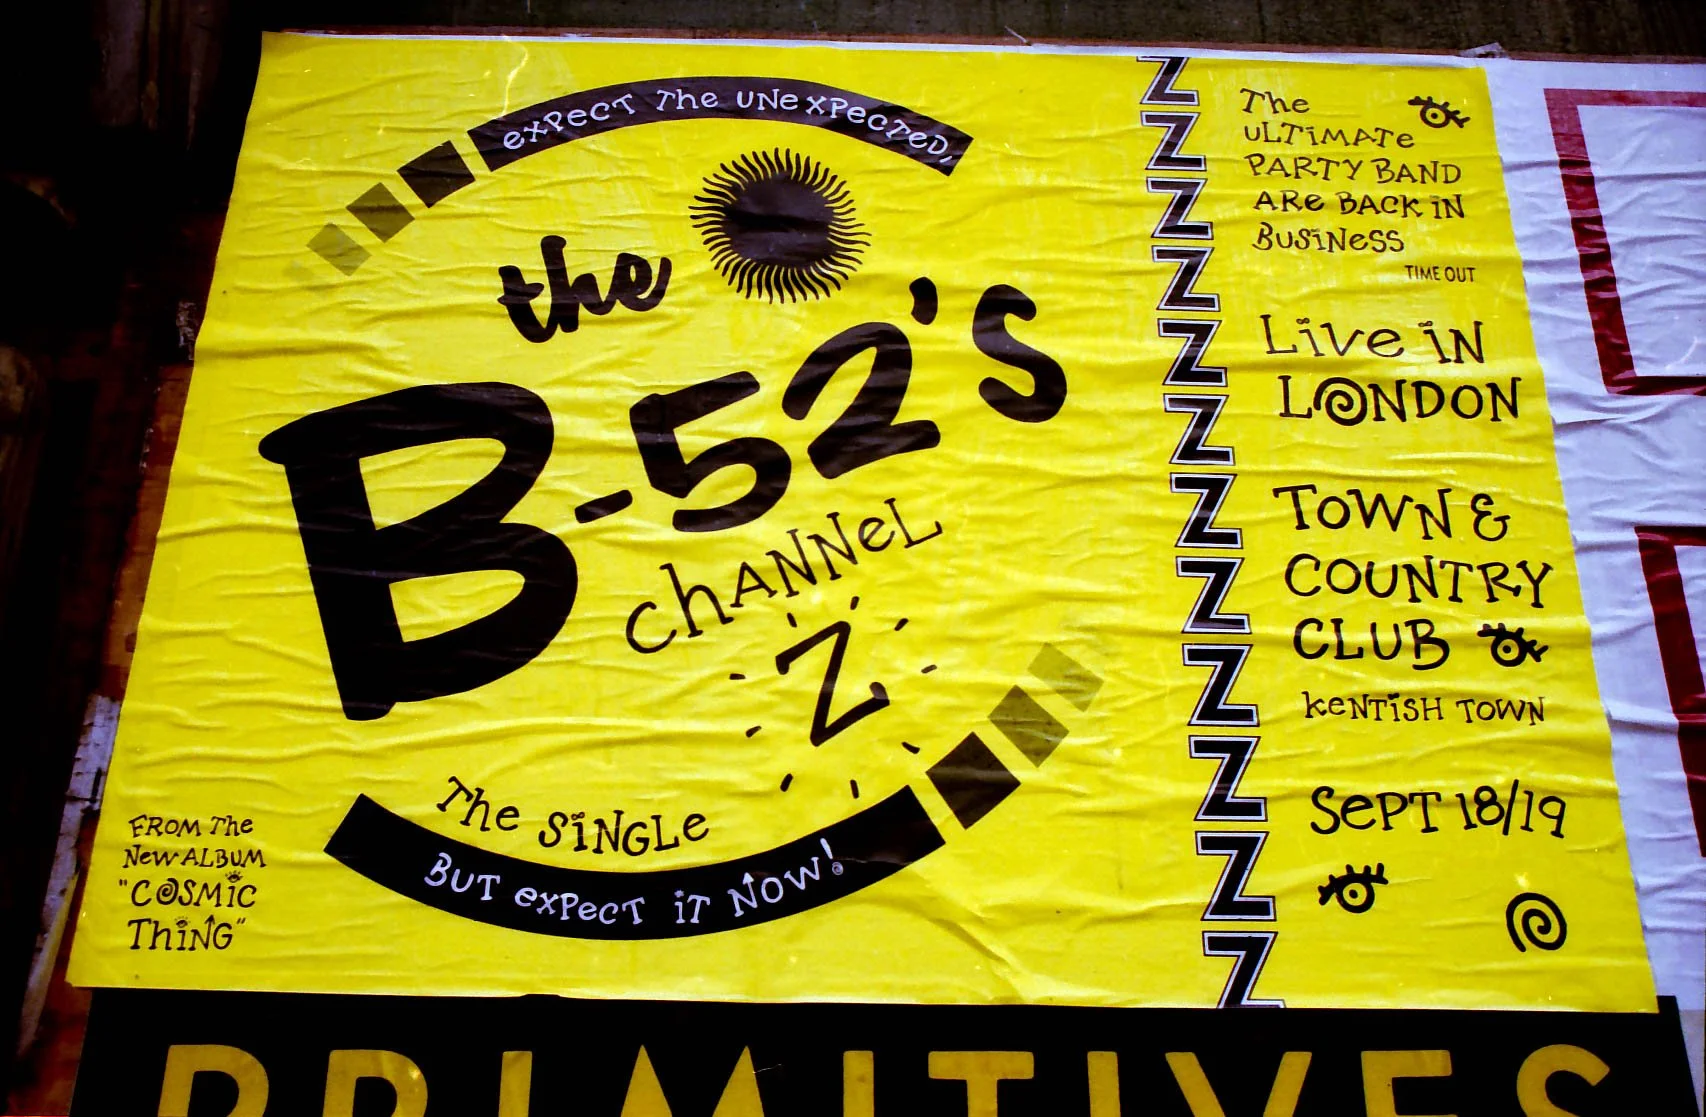 expect The UNexPecTeD,
the
B-52's
chANNeL
Z
The SiNGLe
BUT expecT iT NOW!
FROM The
New ALBUM
"COSMiC
ThiNG"
Z
Z
Z
Z
Z
Z
Z
Z
Z
Z
Z
Z
The
ULTiMATe
PARTY BAND
ARe BACK iN
BUSiNeSS
TIME OUT
Live iN
LONDON
TOWN &
COUNTRY
CLUB
KeNTiSH TOWN
SePT 18/19
PRIMITIVES